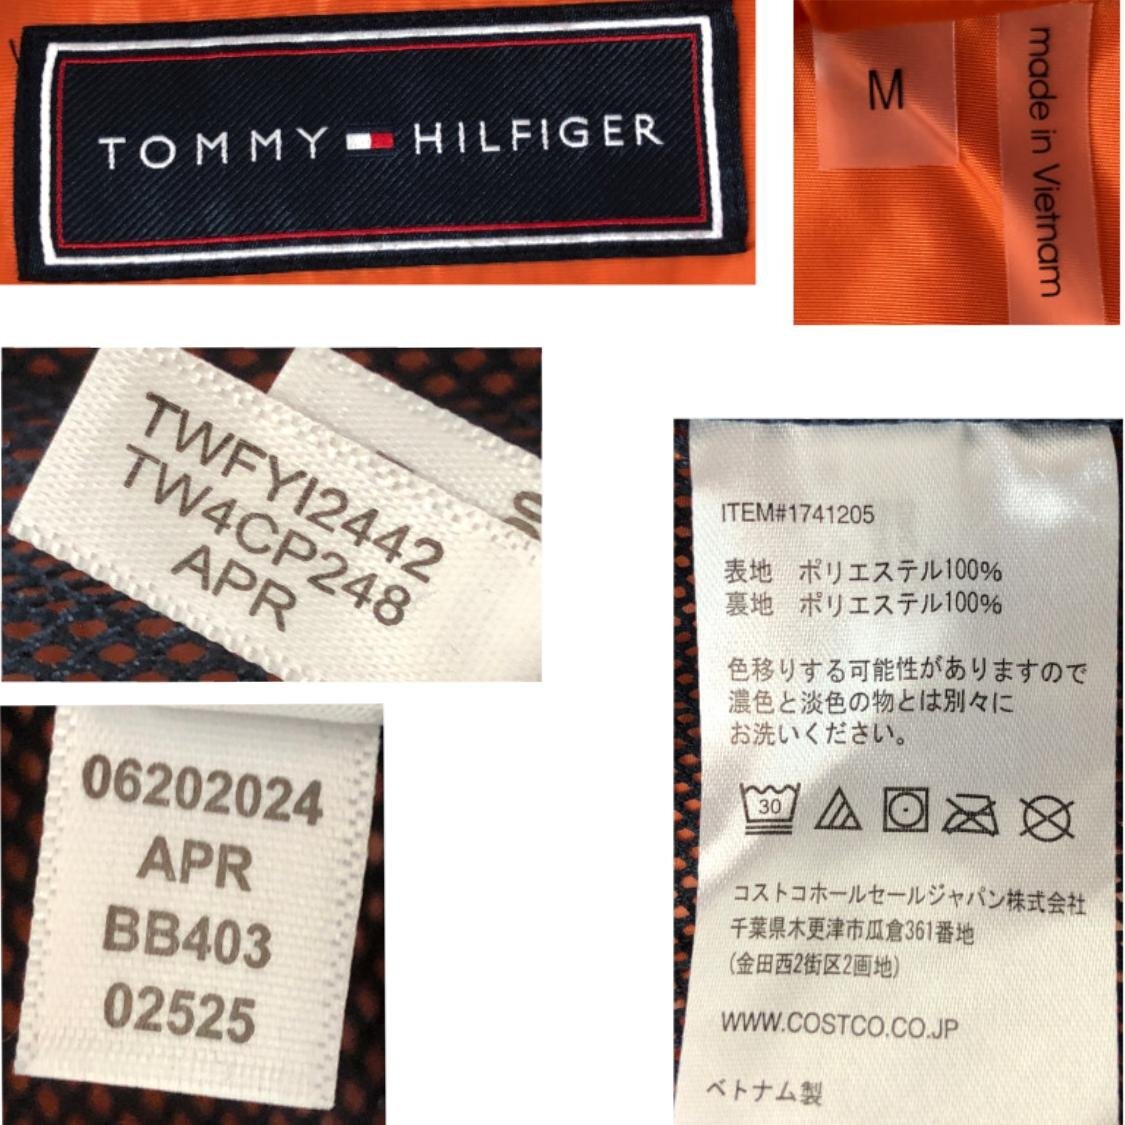 TOMMY HILFIGER
M
made in Vietnam
TWFYI2442
TW4CP248
APR
06202024
APR
BB403
02525
ITEM#1741205
表地 ポリエステル100%
裏地 ポリエステル100%
色移りする可能性がありますので
濃色と淡色の物とは別々に
お洗いください。
30
コストコホールセールジャパン株式会社
千葉県木更津市瓜倉361番地
(金田西2街区2画地)
WWW.COSTCO.CO.JP
ベトナム製